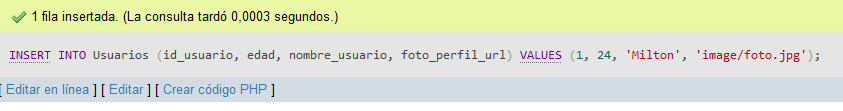 1 fila insertada. (La consulta tardó 0,0003 segundos.)
INSERT INTO Usuarios (id_usuario, edad, nombre_usuario, foto_perfil_url) VALUES (1, 24, 'Milton', 'image/foto.jpg');
[ Editar en línea ] [ Editar ] [ Crear código PHP ]